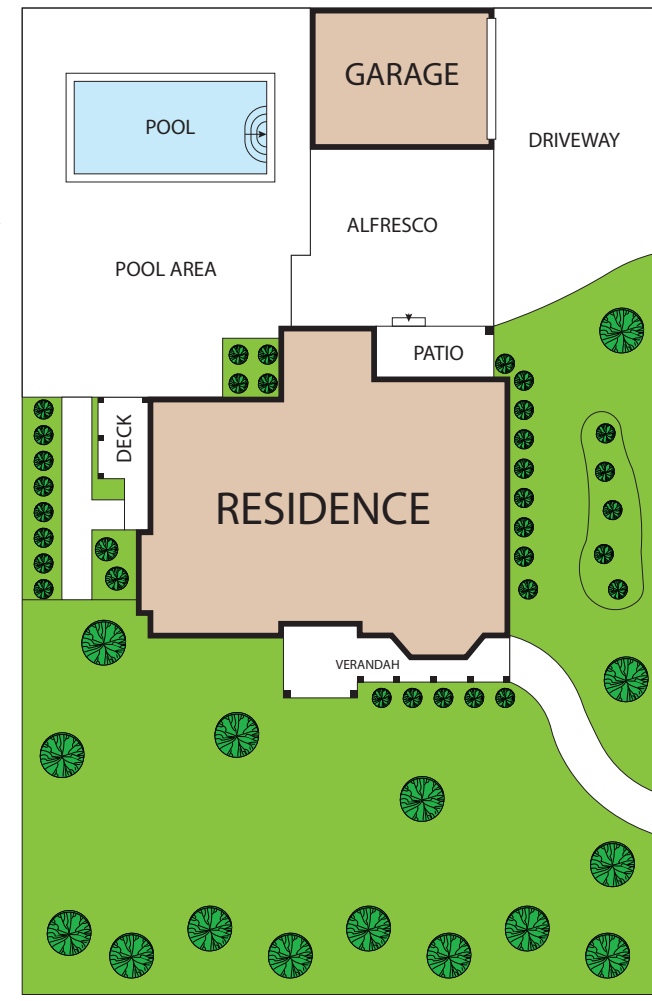 GARAGE
POOL
DRIVEWAY
ALFRESCO
POOL AREA
PATIO
DECK
RESIDENCE
VERANDAH